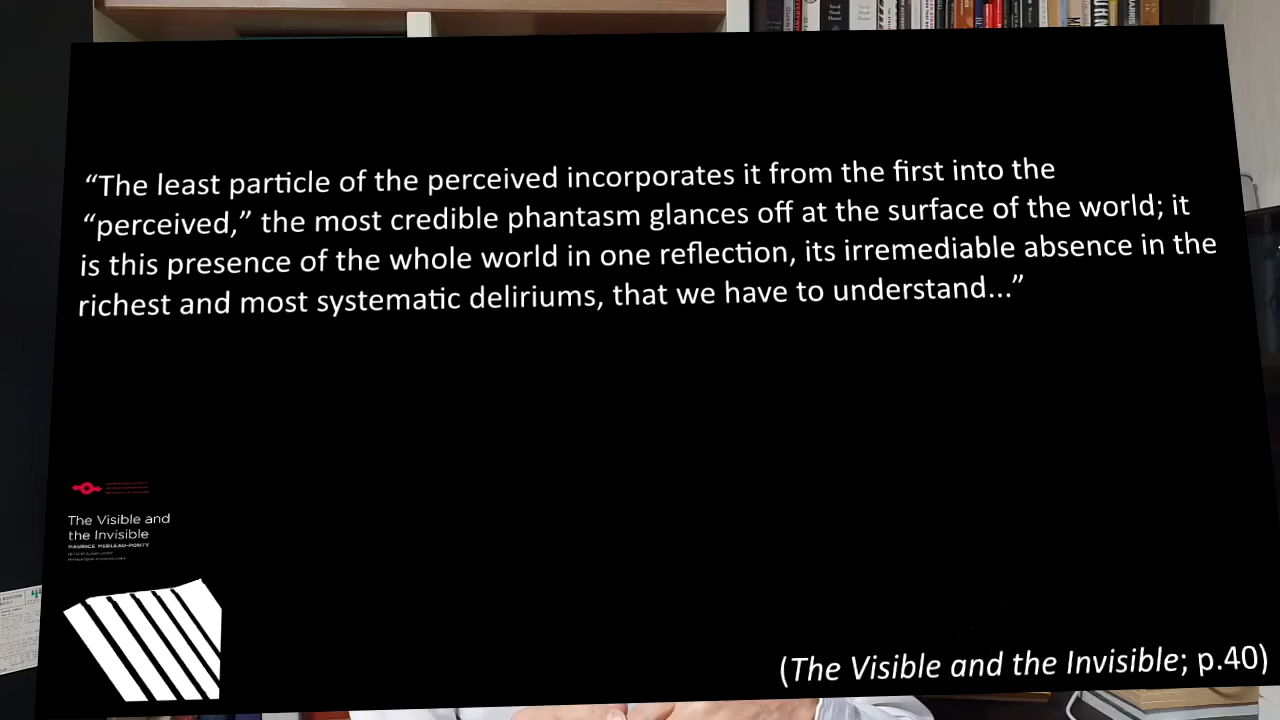 “The least particle of the perceived incorporates it from the first into the
“perceived,” the most credible phantasm glances off at the surface of the world; it
is this presence of the whole world in one reflection, its irremediable absence in the
richest and most systematic deliriums, that we have to understand...”
The Visible and
the Invisible
MAURICE MERLEAU-PONTY
(The Visible and the Invisible; p.40)